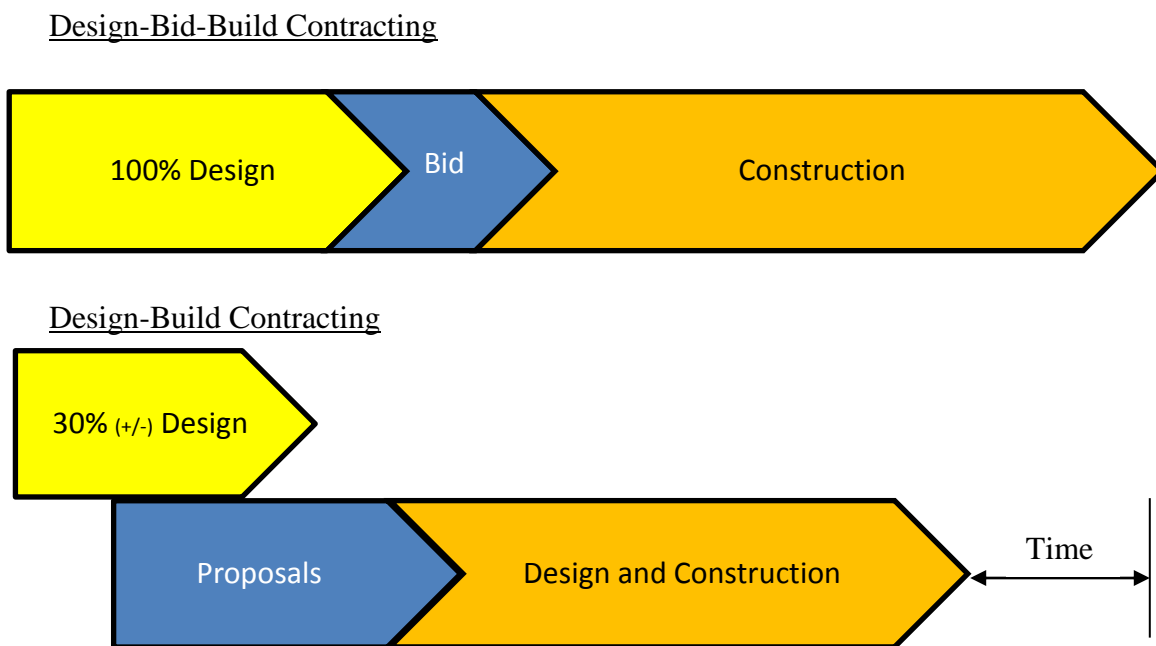 Design-Bid-Build Contracting
100% Design
Bid
Construction
Design-Build Contracting
30% (+/-) Design
Proposals
Design and Construction
Time